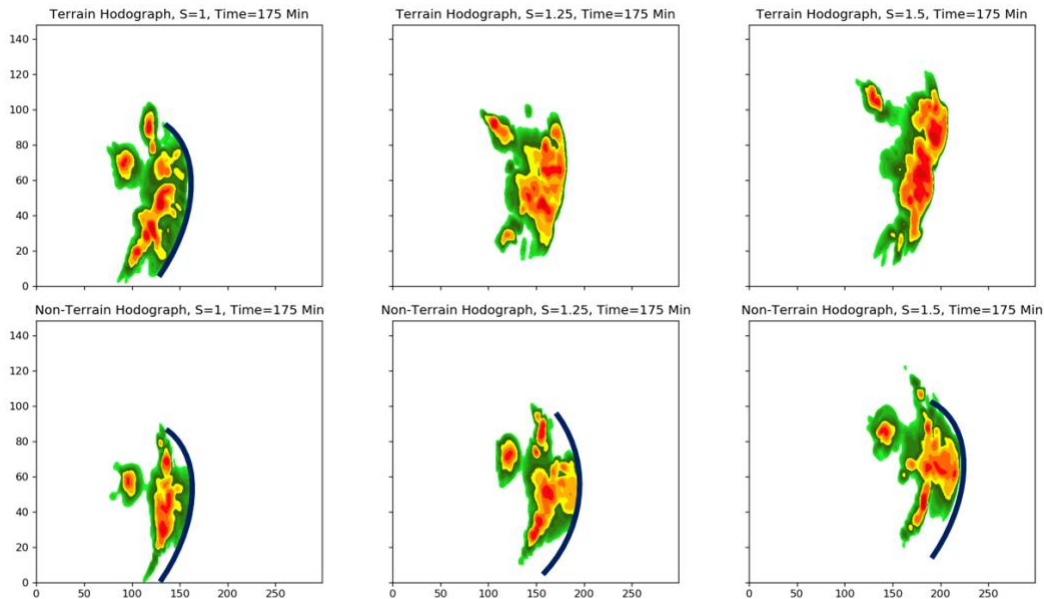 Terrain Hodograph, S=1, Time=175 Min
Terrain Hodograph, S=1.25, Time=175 Min
Terrain Hodograph, S=1.5, Time=175 Min
140
120
100
80
60
40
20
0
Non-Terrain Hodograph, S=1, Time=175 Min
Non-Terrain Hodograph, S=1.25, Time=175 Min
Non-Terrain Hodograph, S=1.5, Time=175 Min
140
120
100
80
60
40
20
0
0 50 100 150 200 250
0 50 100 150 200 250
0 50 100 150 200 250